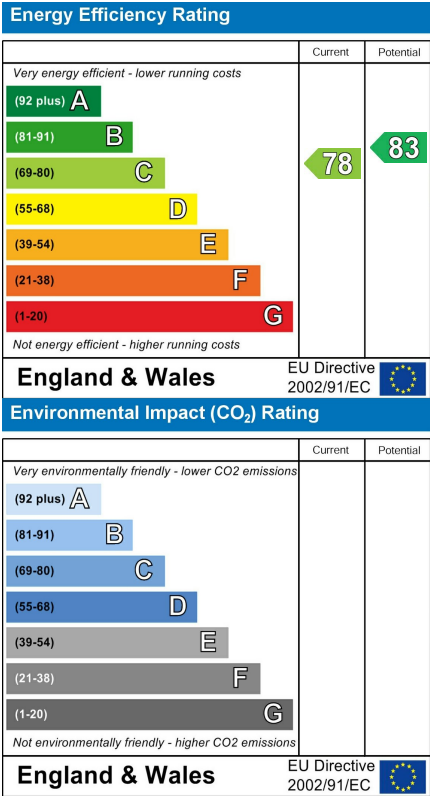 Energy Efficiency Rating
Current Potential
Very energy efficient - lower running costs
(92 plus) A
(81-91) B
(69-80) C
78
83
(55-68) D
(39-54) E
(21-38) F
(1-20) G
Not energy efficient - higher running costs
England & Wales
EU Directive
2002/91/EC
Environmental Impact (CO₂) Rating
Current Potential
Very environmentally friendly - lower CO2 emissions
(92 plus) A
(81-91) B
(69-80) C
(55-68) D
(39-54) E
(21-38) F
(1-20) G
Not environmentally friendly - higher CO2 emissions
England & Wales
EU Directive
2002/91/EC